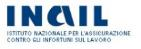 INAIL
ISTITUTO NAZIONALE PER L'ASSICURAZIONE
CONTRO GLI INFORTUNI SUL LAVORO